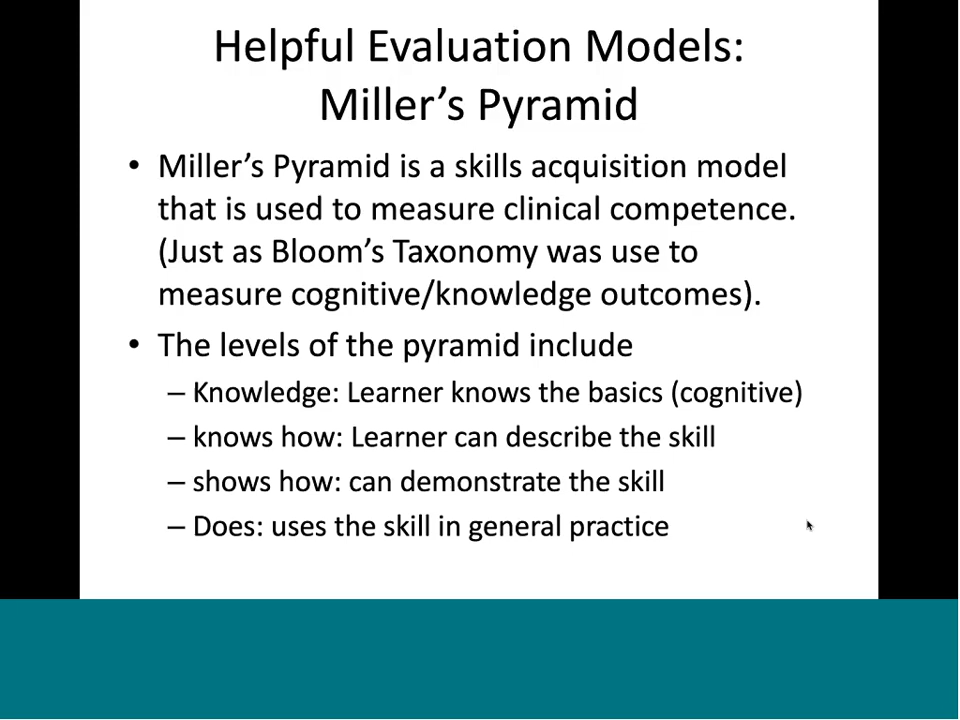 Helpful Evaluation Models:
Miller’s Pyramid
• Miller’s Pyramid is a skills acquisition model
that is used to measure clinical competence.
(Just as Bloom’s Taxonomy was use to
measure cognitive/knowledge outcomes).
• The levels of the pyramid include
– Knowledge: Learner knows the basics (cognitive)
– knows how: Learner can describe the skill
– shows how: can demonstrate the skill
– Does: uses the skill in general practice